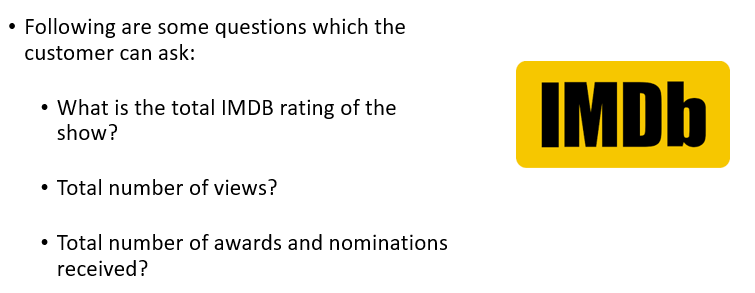 • Following are some questions which the
customer can ask:
• What is the total IMDB rating of the
show?
• Total number of views?
• Total number of awards and nominations
received?
IMDb